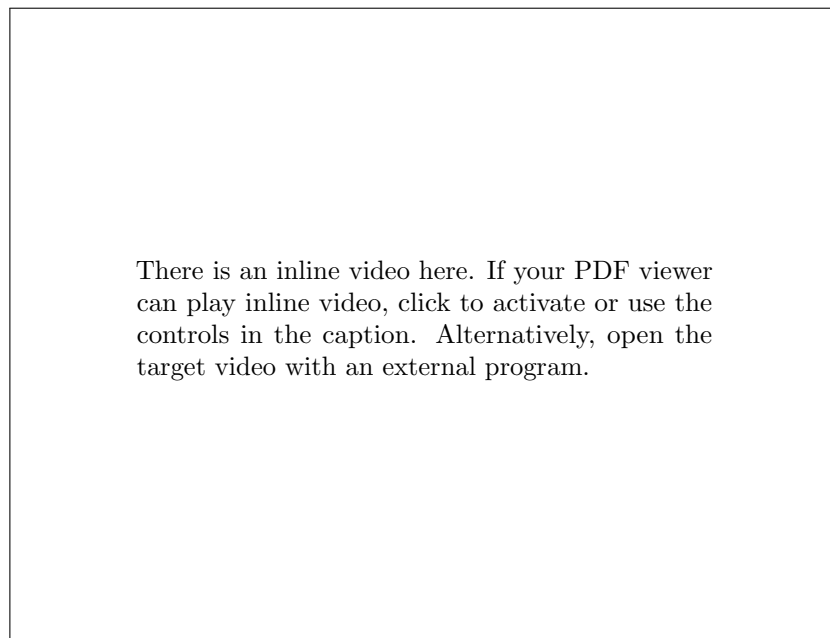 There is an inline video here. If your PDF viewer
can play inline video, click to activate or use the
controls in the caption. Alternatively, open the
target video with an external program.